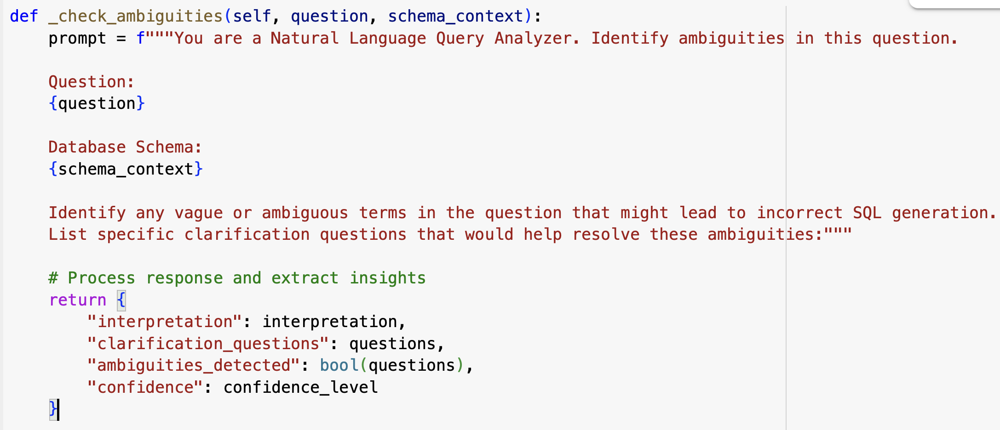 def _check_ambiguities(self, question, schema_context):
    prompt = f"""You are a Natural Language Query Analyzer. Identify ambiguities in this question.

    Question:
    {question}

    Database Schema:
    {schema_context}

    Identify any vague or ambiguous terms in the question that might lead to incorrect SQL generation.
    List specific clarification questions that would help resolve these ambiguities:"""

    # Process response and extract insights
    return {
        "interpretation": interpretation,
        "clarification_questions": questions,
        "ambiguities_detected": bool(questions),
        "confidence": confidence_level
    }